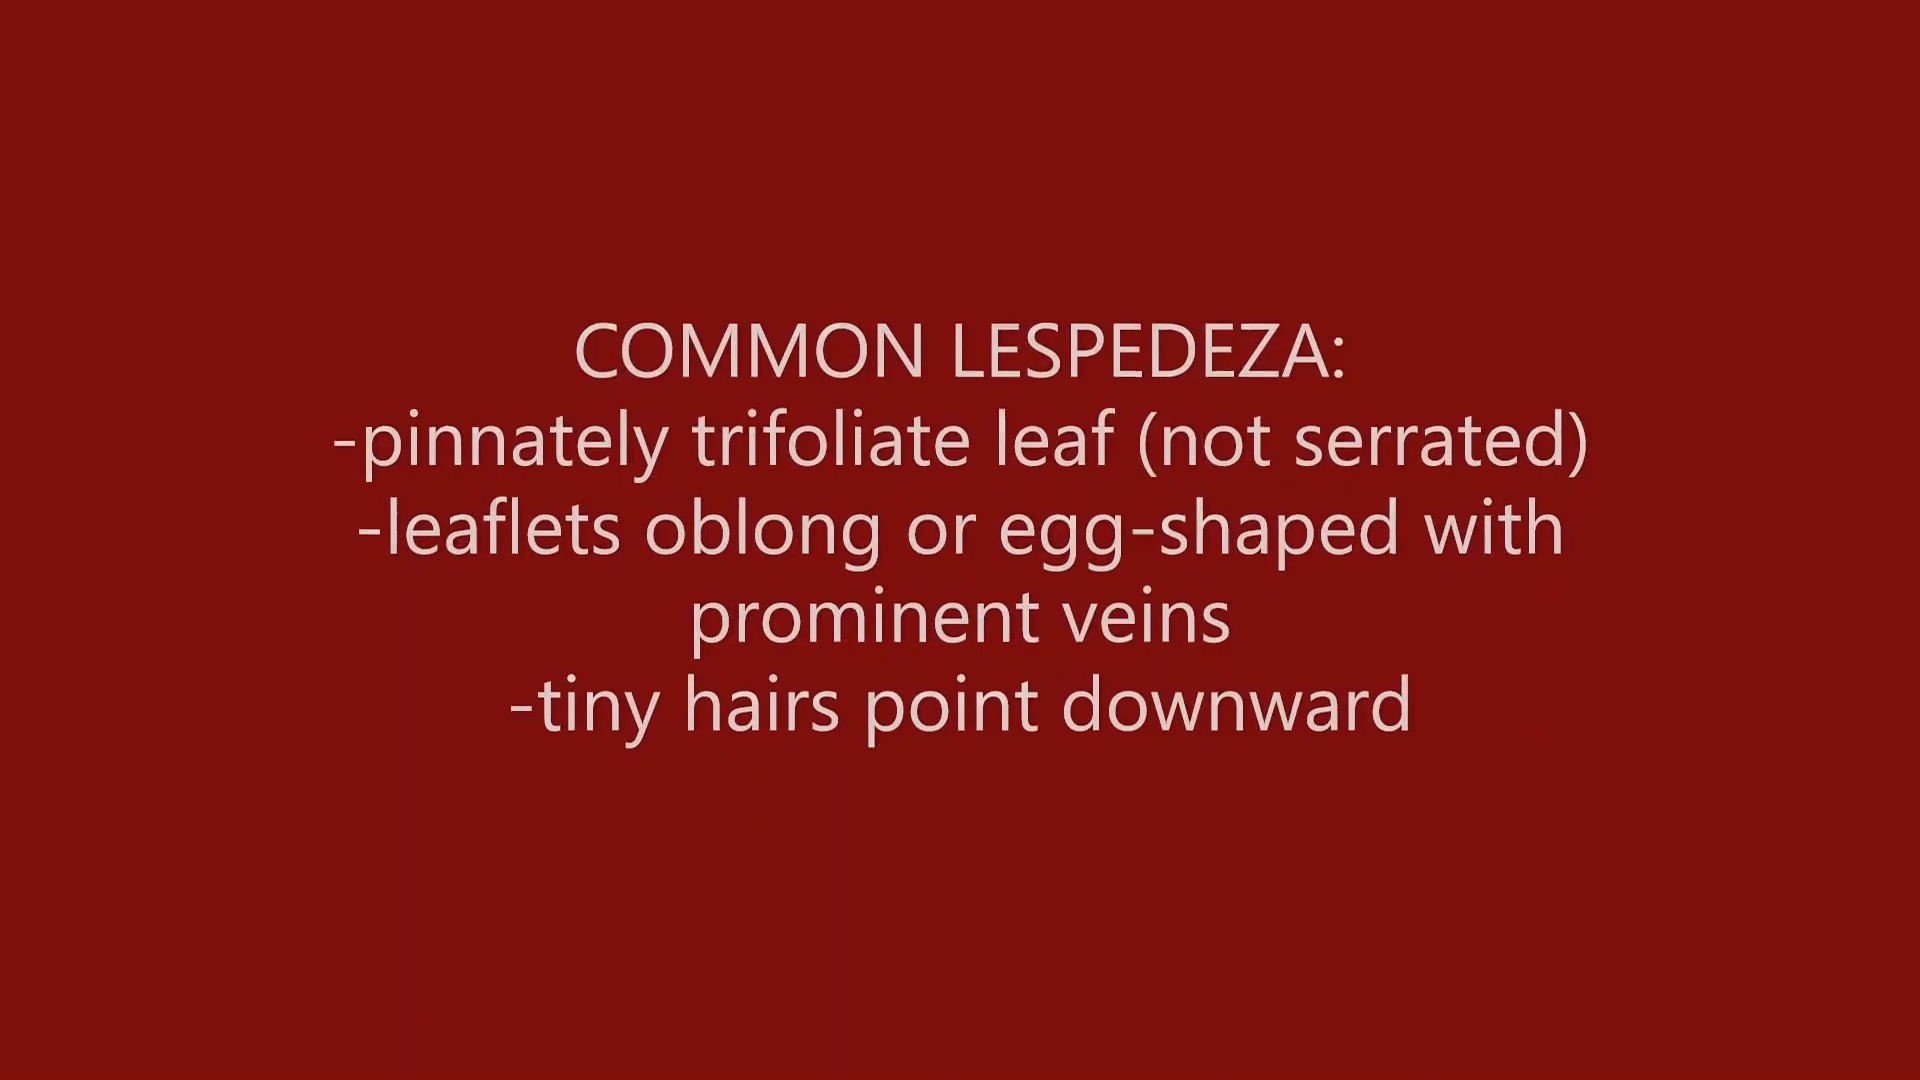 COMMON LESPEDEZA:
-pinnately trifoliate leaf (not serrated)
-leaflets oblong or egg-shaped with
prominent veins
-tiny hairs point downward